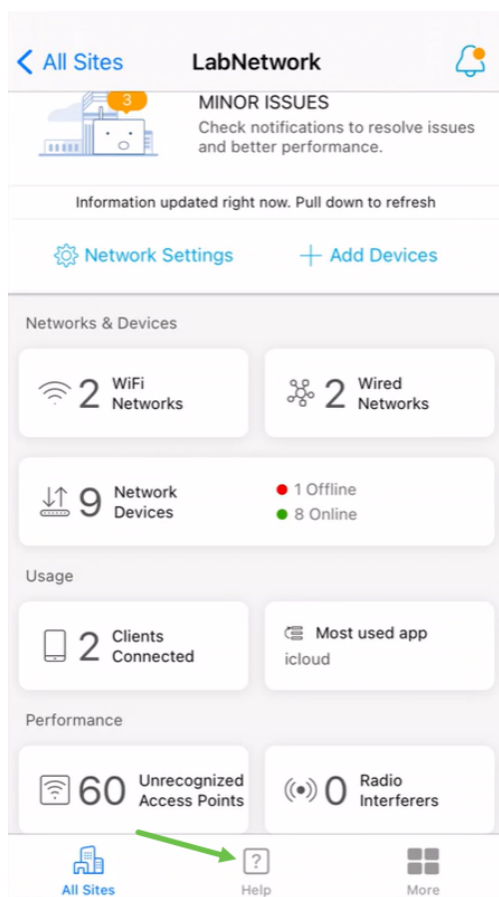 All Sites
LabNetwork
3
MINOR ISSUES
Check notifications to resolve issues
and better performance.
Information updated right now. Pull down to refresh
Network Settings
Add Devices
Networks & Devices
2 WiFi
Networks
2 Wired
Networks
9 Network
Devices
1 Offline
8 Online
Usage
2 Clients
Connected
Most used app
icloud
Performance
60 Unrecognized
Access Points
0 Radio
Interferers
?
All Sites
Help
More